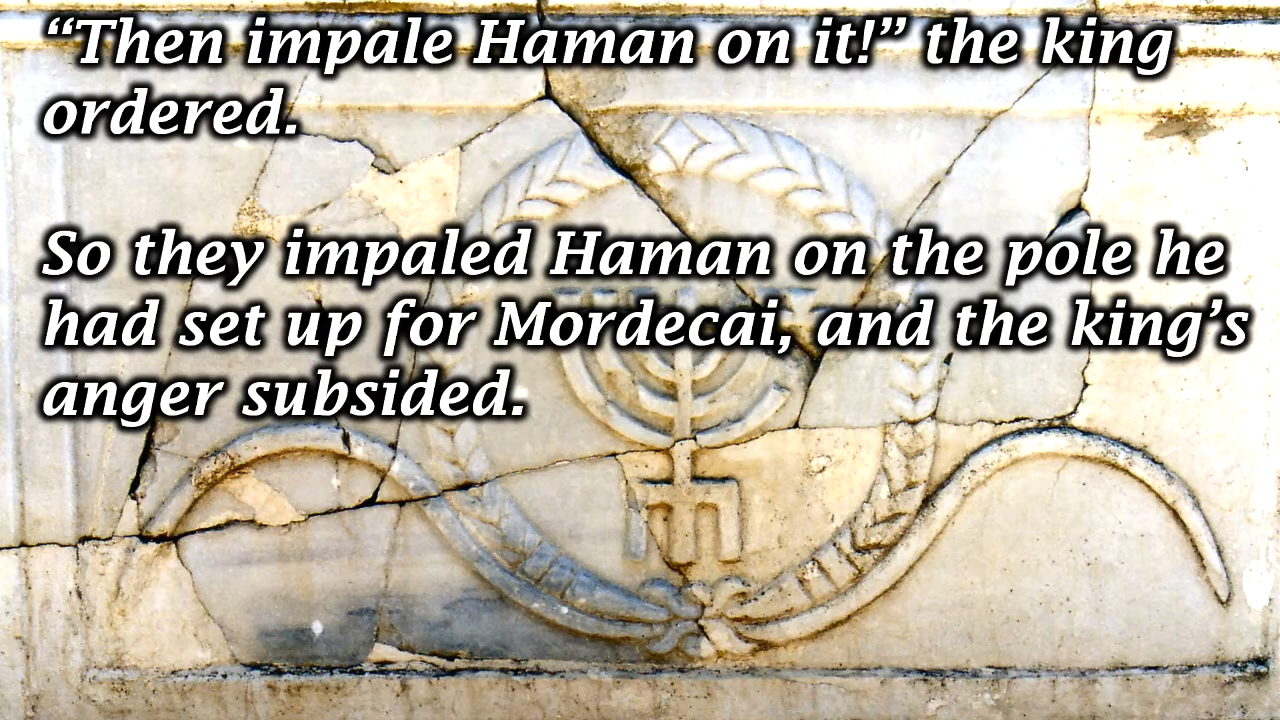 “Then impale Haman on it!” the king
ordered.
So they impaled Haman on the pole he
had set up for Mordecai, and the king’s
anger subsided.